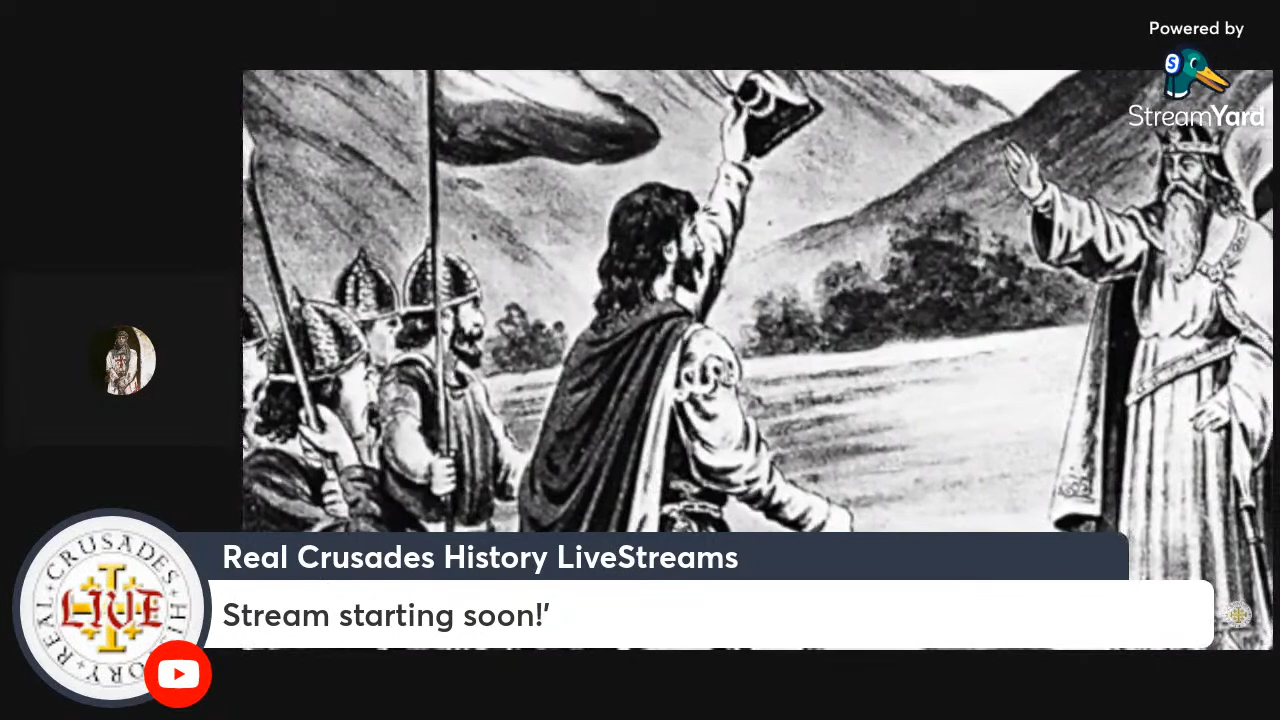 Powered by
S
StreamYard
Real Crusades History LiveStreams
Stream starting soon!'
REAL · CRUSADES · HISTORY
LIVE